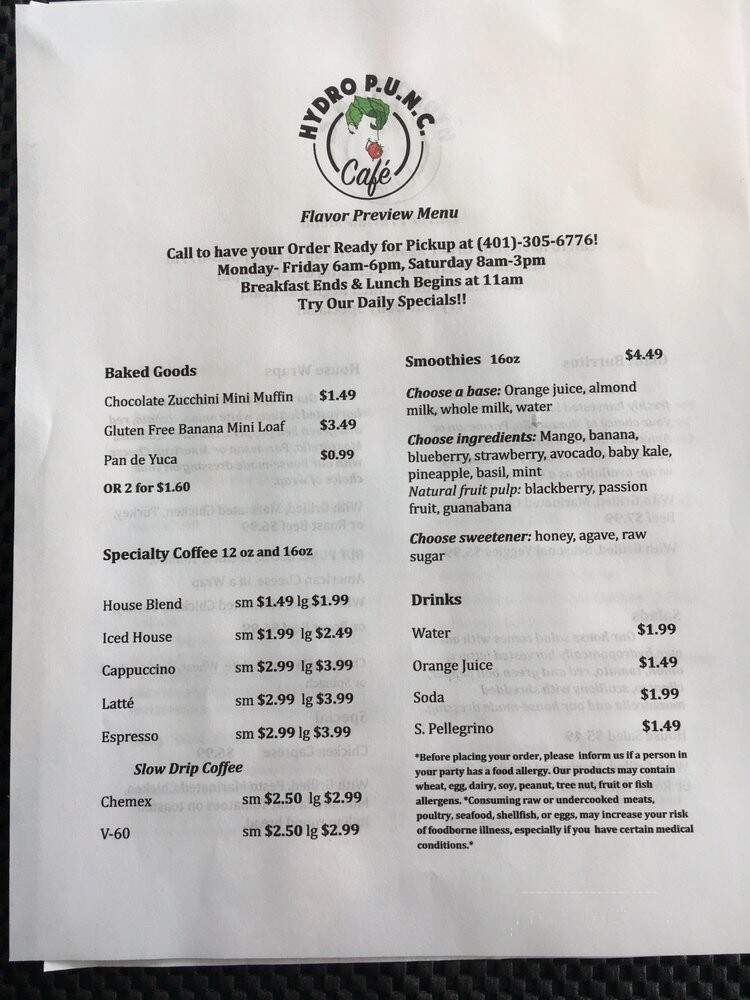 HYDRO P.U.N.C.
Café
Flavor Preview Menu
Call to have your Order Ready for Pickup at (401)-305-6776!
Monday- Friday 6am-6pm, Saturday 8am-3pm
Breakfast Ends & Lunch Begins at 11am
Try Our Daily Specials!!
Baked Goods
Chocolate Zucchini Mini Muffin $1.49
Gluten Free Banana Mini Loaf $3.49
Pan de Yuca $0.99
OR 2 for $1.60
Specialty Coffee 12 oz and 16oz
House Blend sm $1.49 lg $1.99
Iced House sm $1.99 lg $2.49
Cappuccino sm $2.99 lg $3.99
Latté sm $2.99 lg $3.99
Espresso sm $2.99 lg $3.99
Slow Drip Coffee
Chemex sm $2.50 lg $2.99
V-60 sm $2.50 lg $2.99
Smoothies 16oz $4.49
Choose a base: Orange juice, almond
milk, whole milk, water
Choose ingredients: Mango, banana,
blueberry, strawberry, avocado, baby kale,
pineapple, basil, mint
Natural fruit pulp: blackberry, passion
fruit, guanabana
Choose sweetener: honey, agave, raw
sugar
Drinks
Water $1.99
Orange Juice $1.49
Soda $1.99
S. Pellegrino $1.49
*Before placing your order, please inform us if a person in
your party has a food allergy. Our products may contain
wheat, egg, dairy, soy, peanut, tree nut, fruit or fish
allergens. *Consuming raw or undercooked meats,
poultry, seafood, shellfish, or eggs, may increase your risk
of foodborne illness, especially if you have certain medical
conditions.*